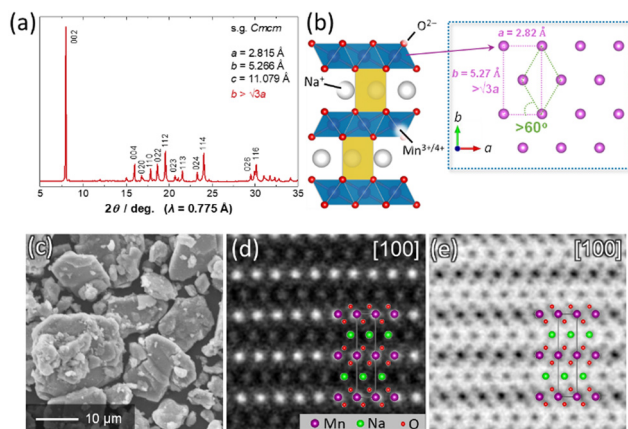 (a)
s.g. Cmcm
a = 2.815 Å
b = 5.266 Å
c = 11.079 Å
b > √3a
002
004
020
110
022
112
023
113
024
114
026
116
5 10 15 20 25 30 35
2θ / deg. (λ = 0.775 Å)
(b)
O²⁻
Na⁺
Mn³⁺ᐟ⁴⁺
a = 2.82 Å
b = 5.27 Å
>√3a
>60°
b
a
(c)
10 μm
(d)
[100]
Mn Na O
(e)
[100]